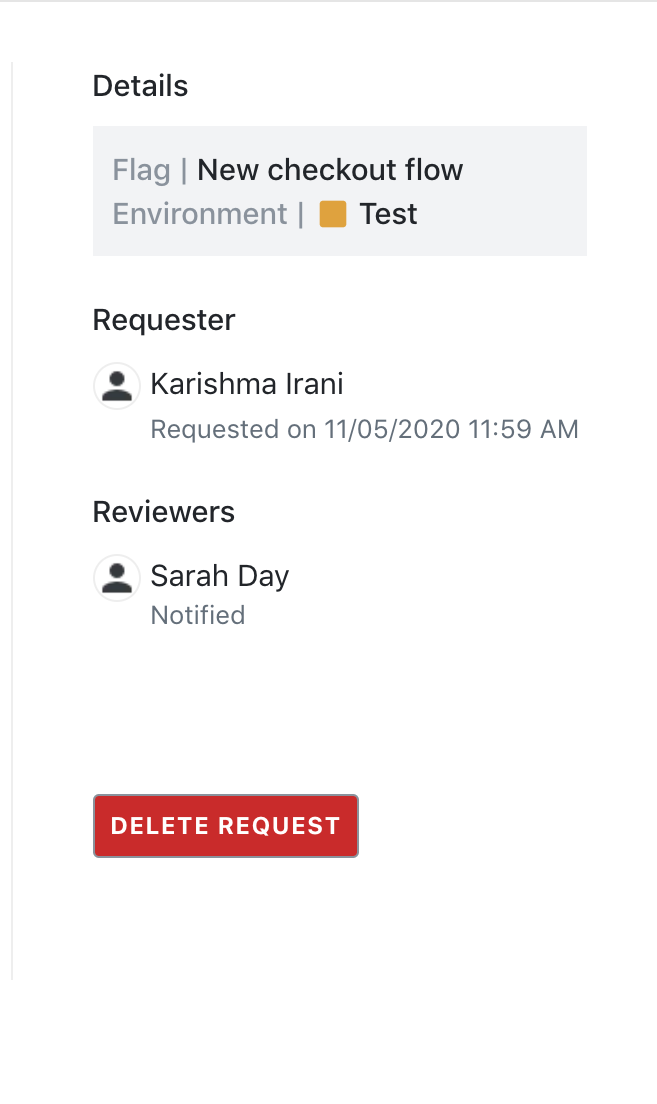 Details
Flag | New checkout flow
Environment | Test
Requester
Karishma Irani
Requested on 11/05/2020 11:59 AM
Reviewers
Sarah Day
Notified
DELETE REQUEST